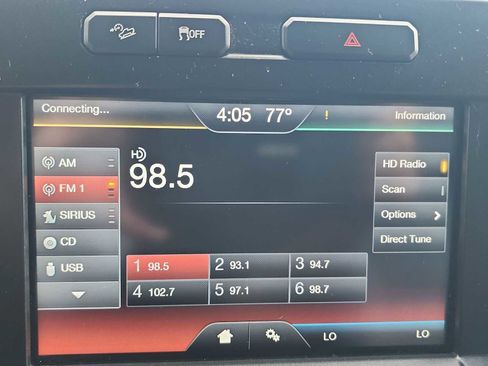 OFF
Connecting...
4:05 77° !
Information
HD
98.5
AM
FM 1
SIRIUS
CD
USB
HD Radio
Scan
Options >
Direct Tune
1 98.5
2 93.1
3 94.7
4 102.7
5 97.1
6 98.7
LO
LO